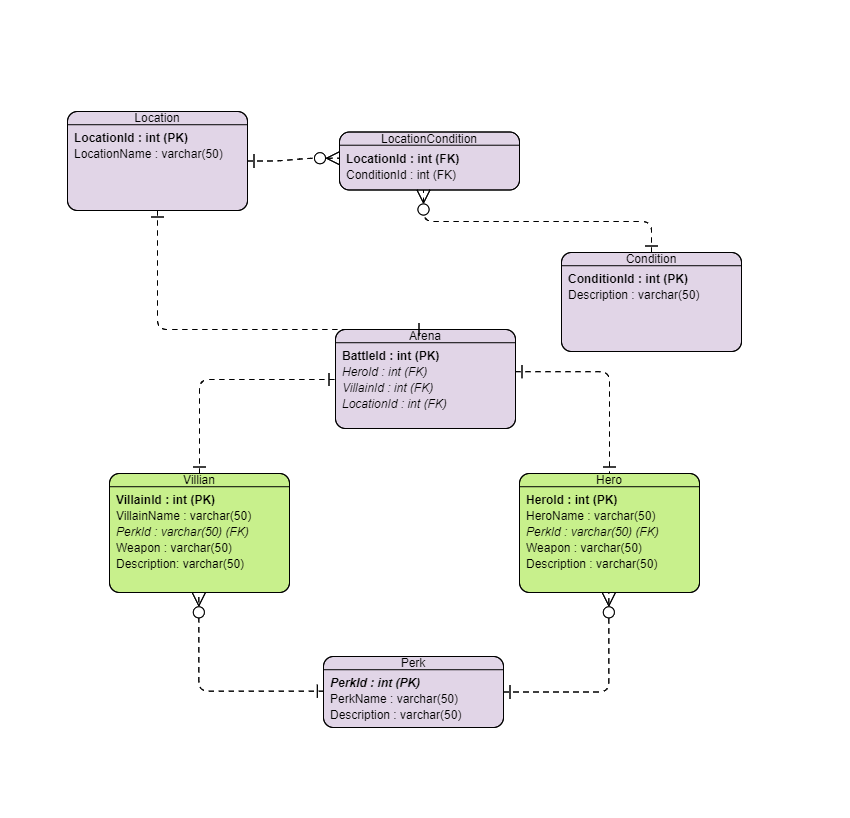 Location
LocationId : int (PK)
LocationName : varchar(50)
LocationCondition
LocationId : int (FK)
ConditionId : int (FK)
Condition
ConditionId : int (PK)
Description : varchar(50)
Arena
BattleId : int (PK)
HeroId : int (FK)
VillainId : int (FK)
LocationId : int (FK)
Villian
VillainId : int (PK)
VillainName : varchar(50)
PerkId : varchar(50) (FK)
Weapon : varchar(50)
Description: varchar(50)
Hero
HeroId : int (PK)
HeroName : varchar(50)
PerkId : varchar(50) (FK)
Weapon : varchar(50)
Description : varchar(50)
Perk
PerkId : int (PK)
PerkName : varchar(50)
Description : varchar(50)